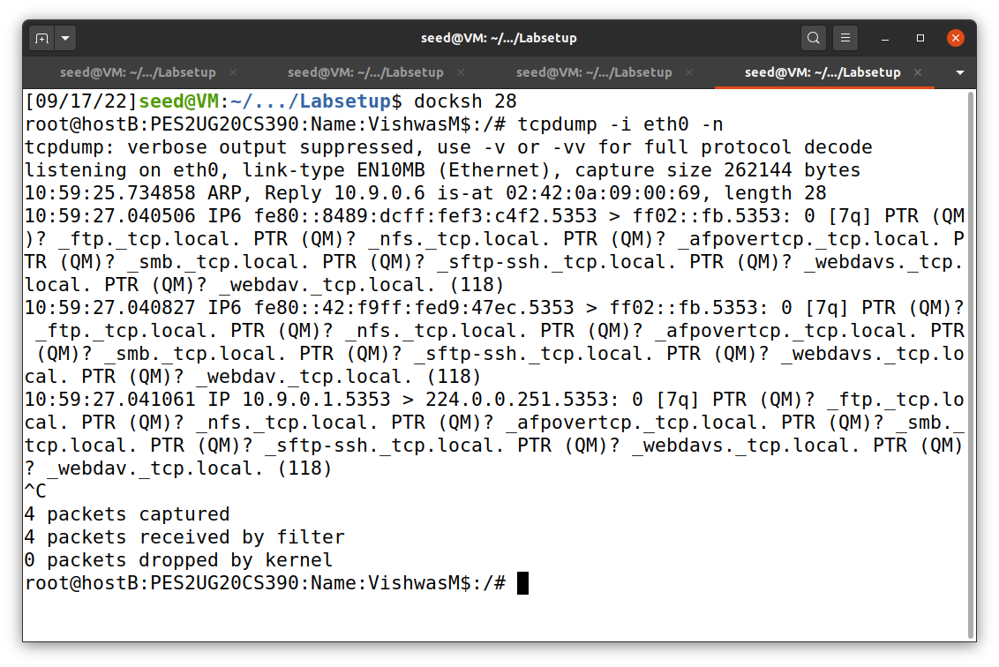 seed@VM: ~/.../Labsetup
seed@VM: ~/.../Labsetup seed@VM: ~/.../Labsetup seed@VM: ~/.../Labsetup seed@VM: ~/.../Labsetup
[09/17/22]seed@VM:~/.../Labsetup$ docksh 28
root@hostB:PES2UG20CS390:Name:VishwasM$:/# tcpdump -i eth0 -n
tcpdump: verbose output suppressed, use -v or -vv for full protocol decode
listening on eth0, link-type EN10MB (Ethernet), capture size 262144 bytes
10:59:25.734858 ARP, Reply 10.9.0.6 is-at 02:42:0a:09:00:69, length 28
10:59:27.040506 IP6 fe80::8489:dcff:fef3:c4f2.5353 > ff02::fb.5353: 0 [7q] PTR (QM
)? _ftp._tcp.local. PTR (QM)? _nfs._tcp.local. PTR (QM)? _afpovertcp._tcp.local. P
TR (QM)? _smb._tcp.local. PTR (QM)? _sftp-ssh._tcp.local. PTR (QM)? _webdavs._tcp.
local. PTR (QM)? _webdav._tcp.local. (118)
10:59:27.040827 IP6 fe80::42:f9ff:fed9:47ec.5353 > ff02::fb.5353: 0 [7q] PTR (QM)?
 _ftp._tcp.local. PTR (QM)? _nfs._tcp.local. PTR (QM)? _afpovertcp._tcp.local. PTR
 (QM)? _smb._tcp.local. PTR (QM)? _sftp-ssh._tcp.local. PTR (QM)? _webdavs._tcp.lo
cal. PTR (QM)? _webdav._tcp.local. (118)
10:59:27.041061 IP 10.9.0.1.5353 > 224.0.0.251.5353: 0 [7q] PTR (QM)? _ftp._tcp.lo
cal. PTR (QM)? _nfs._tcp.local. PTR (QM)? _afpovertcp._tcp.local. PTR (QM)? _smb._
tcp.local. PTR (QM)? _sftp-ssh._tcp.local. PTR (QM)? _webdavs._tcp.local. PTR (QM)
? _webdav._tcp.local. (118)
^C
4 packets captured
4 packets received by filter
0 packets dropped by kernel
root@hostB:PES2UG20CS390:Name:VishwasM$:/#